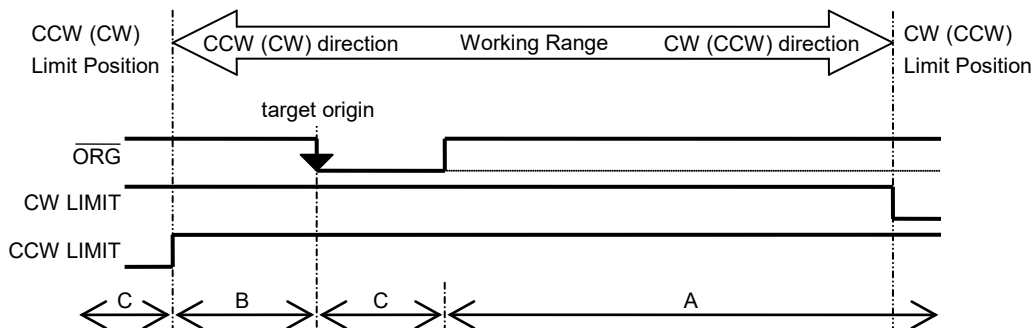 CCW (CW)
Limit Position
CCW (CW) direction
Working Range
CW (CCW) direction
CW (CCW)
Limit Position
target origin
ORG
CW LIMIT
CCW LIMIT
C
B
C
A